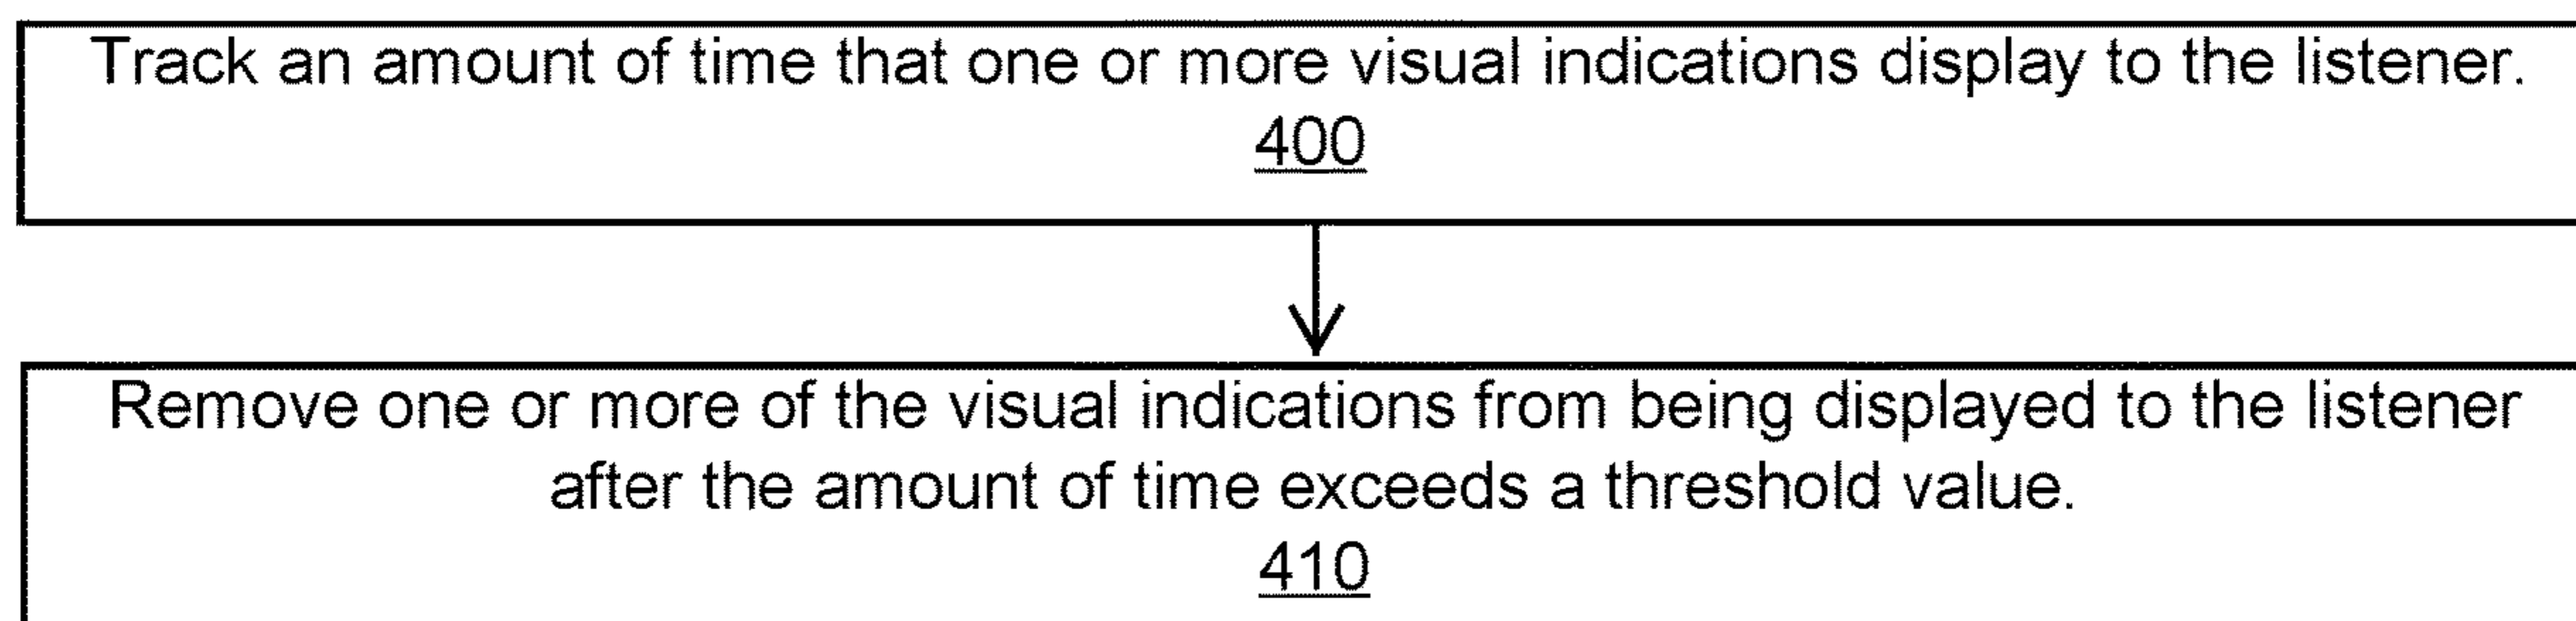 Track an amount of time that one or more visual indications display to the listener.
400
Remove one or more of the visual indications from being displayed to the listener
after the amount of time exceeds a threshold value.
410